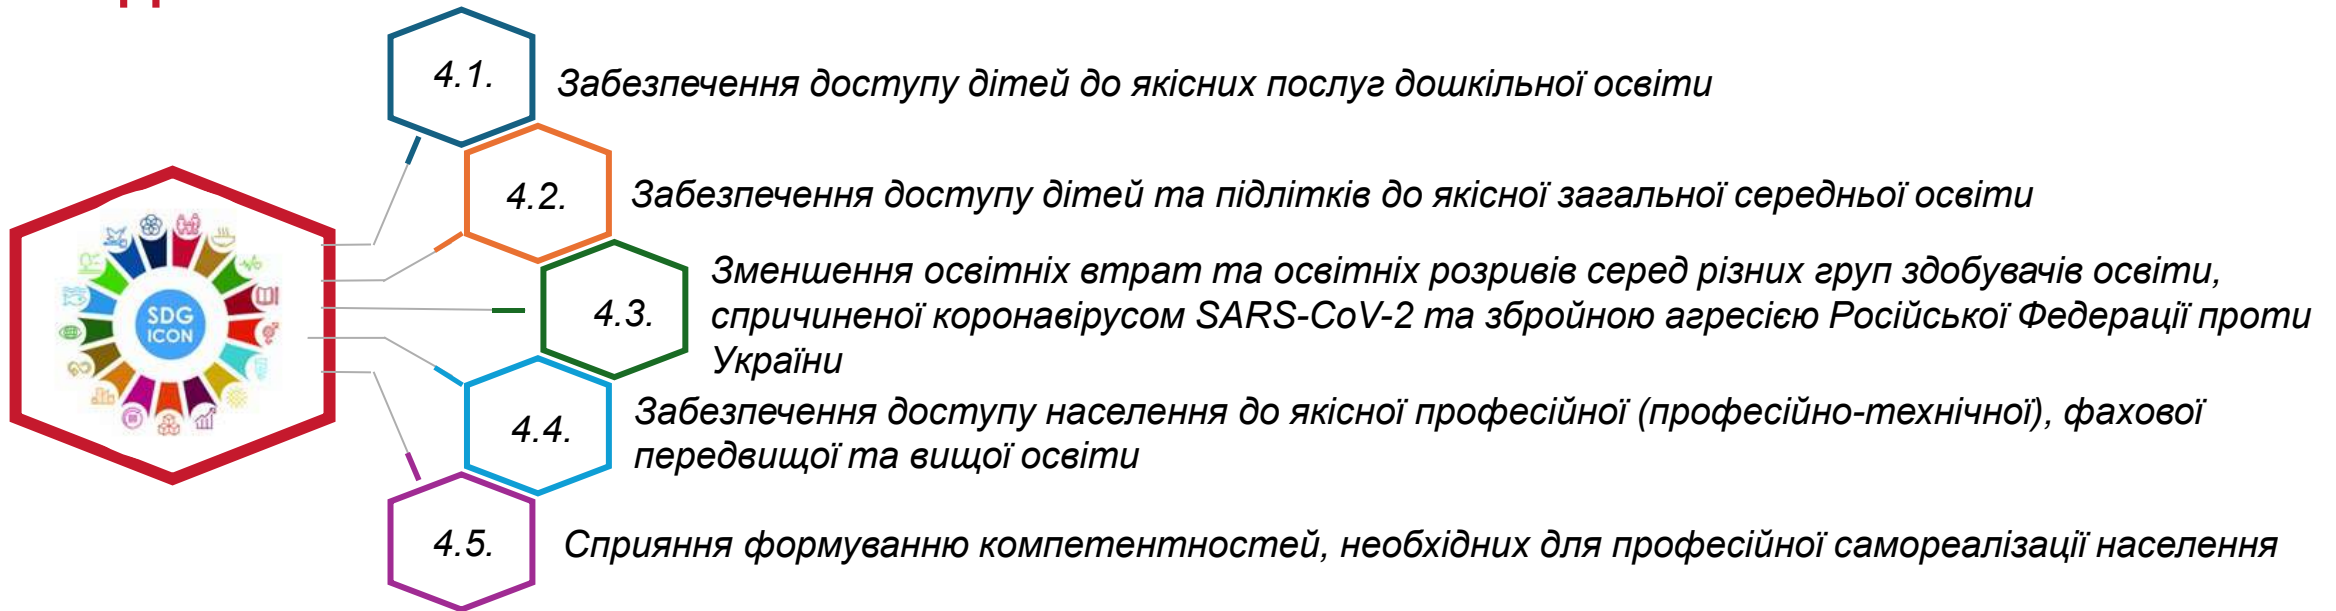 4.1.
Забезпечення доступу дітей до якісних послуг дошкільної освіти
4.2.
Забезпечення доступу дітей та підлітків до якісної загальної середньої освіти
SDG
ICON
4.3.
Зменшення освітніх втрат та освітніх розривів серед різних груп здобувачів освіти,
спричиненої коронавірусом SARS-CoV-2 та збройною агресією Російської Федерації проти
України
4.4.
Забезпечення доступу населення до якісної професійної (професійно-технічної), фахової
передвищої та вищої освіти
4.5.
Сприяння формуванню компетентностей, необхідних для професійної самореалізації населення